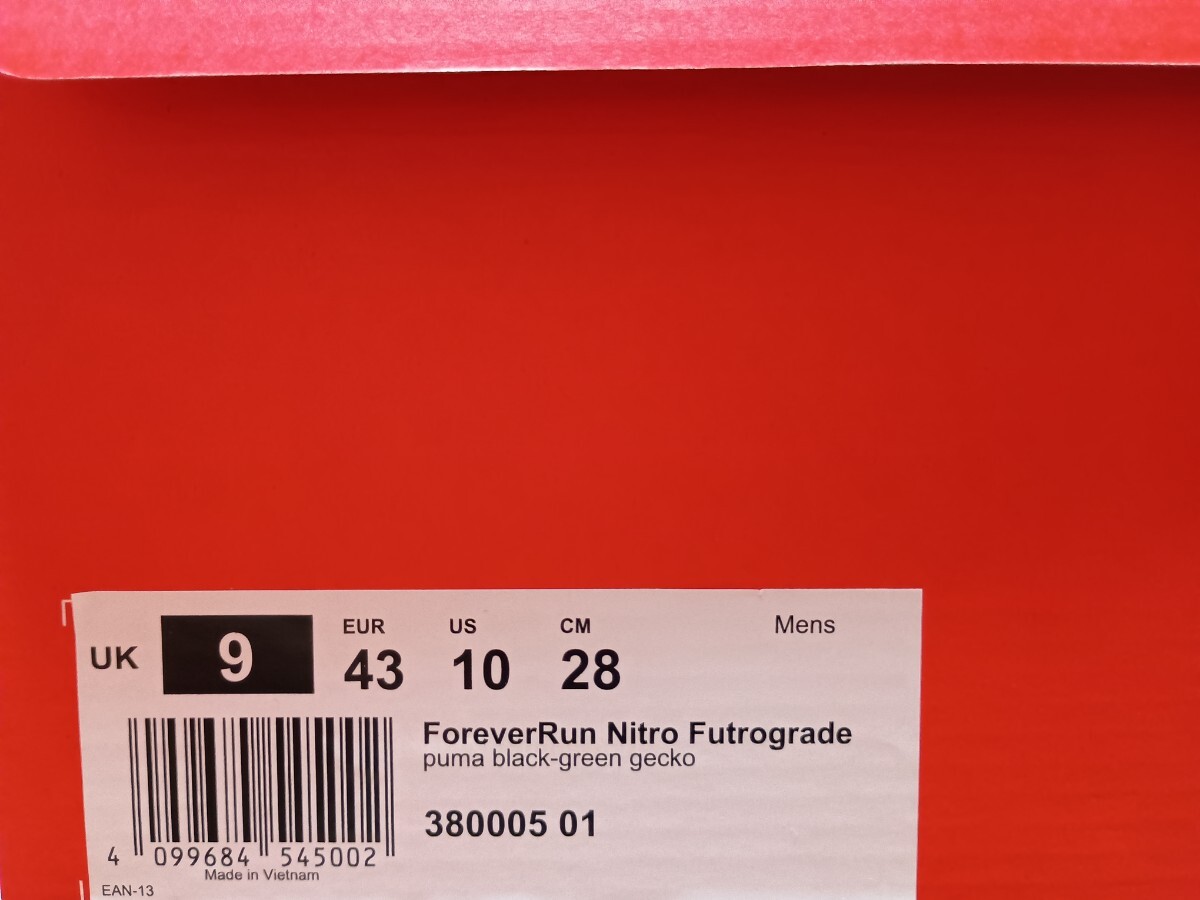 UK 9 EUR 43 US 10 CM 28 Mens
ForeverRun Nitro Futrograde
puma black-green gecko
380005 01
4 099684 545002
Made in Vietnam
EAN-13